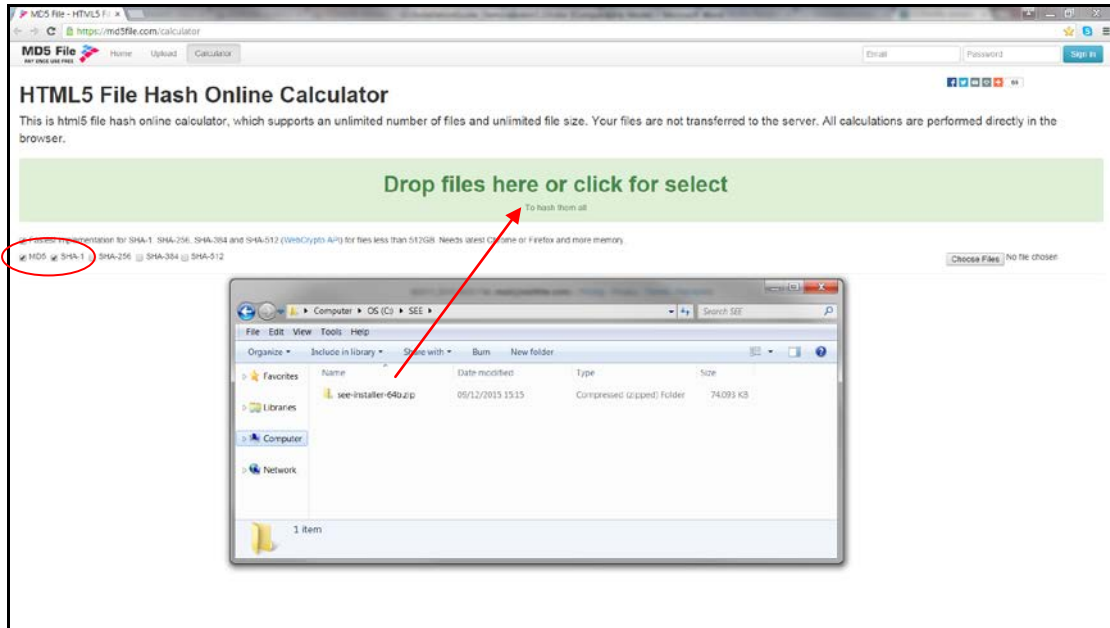 MD5 File - HTML5 Fi ×
https://md5file.com/calculator
MD5 File
PAY ONCE USE FREE
Home Upload Calculator
Email Password Sign In
HTML5 File Hash Online Calculator
This is html5 file hash online calculator, which supports an unlimited number of files and unlimited file size. Your files are not transferred to the server. All calculations are performed directly in the
browser.
Drop files here or click for select
To hash them all
Fastest implementation for SHA-1, SHA-256, SHA-384 and SHA-512 (WebCrypto API) for files less than 512GB. Needs latest Chrome or Firefox and more memory.
MD5 SHA-1 SHA-256 SHA-384 SHA-512
Choose Files No file chosen
Computer ▸ OS (C:) ▸ SEE ▸
Search SEE
File Edit View Tools Help
Organize Include in library Share with Burn New folder
Name Date modified Type Size
see-installer-64b.zip 09/12/2015 15:15 Compressed (zipped) Folder 74,093 KB
Favorites
Libraries
Computer
Network
1 item